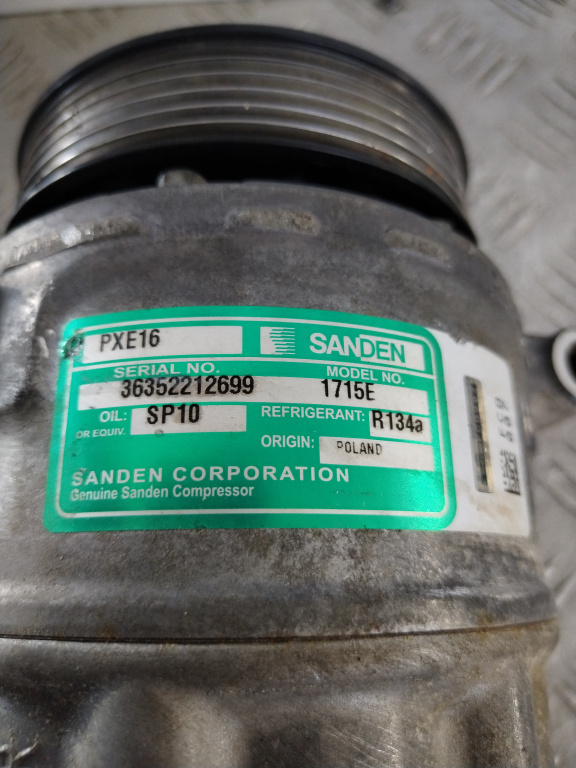 PXE16
SANDEN
SERIAL NO.
MODEL NO.
36352212699
1715E
OIL: SP10
OR EQUIV.
REFRIGERANT: R134a
ORIGIN: POLAND
SANDEN CORPORATION
Genuine Sanden Compressor